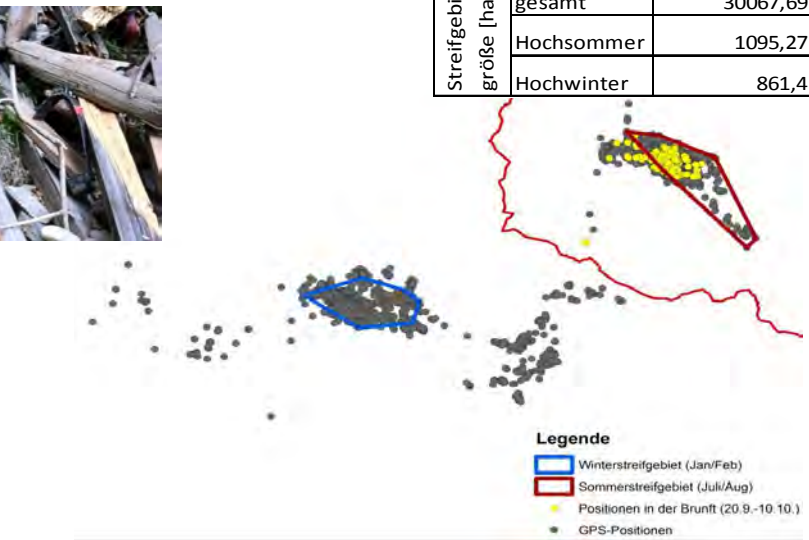 Streifgebi
größe [ha
gesamt 30067,69
Hochsommer 1095,27
Hochwinter 861,4
Legende
Winterstreifgebiet (Jan/Feb)
Sommerstreifgebiet (Juli/Aug)
Positionen in der Brunft (20.9.-10.10.)
GPS-Positionen